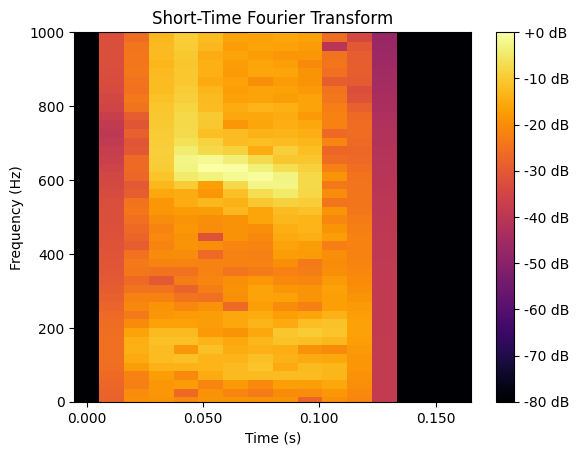 Short-Time Fourier Transform
1000
800
600
400
200
0
Frequency (Hz)
0.000
0.050
0.100
0.150
Time (s)
+0 dB
-10 dB
-20 dB
-30 dB
-40 dB
-50 dB
-60 dB
-70 dB
-80 dB